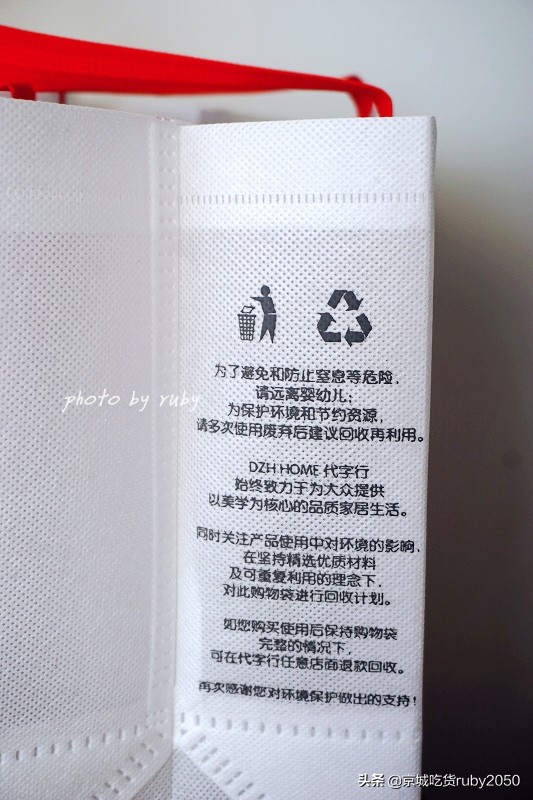 为了避免和防止窒息等危险,
请远离婴幼儿;
为保护环境和节约资源,
请多次使用废弃后建议回收再利用。
photo by ruby
DZH HOME 代字行
始终致力于为大众提供
以美学为核心的品质家居生活。
同时关注产品使用中对环境的影响,
在坚持精选优质材料
及可重复利用的理念下,
对此购物袋进行回收计划。
如您购买使用后保持购物袋
完整的情况下,
可在代字行任意店面退款回收。
再次感谢您对环境保护做出的支持!
头条 @京城吃货ruby2050